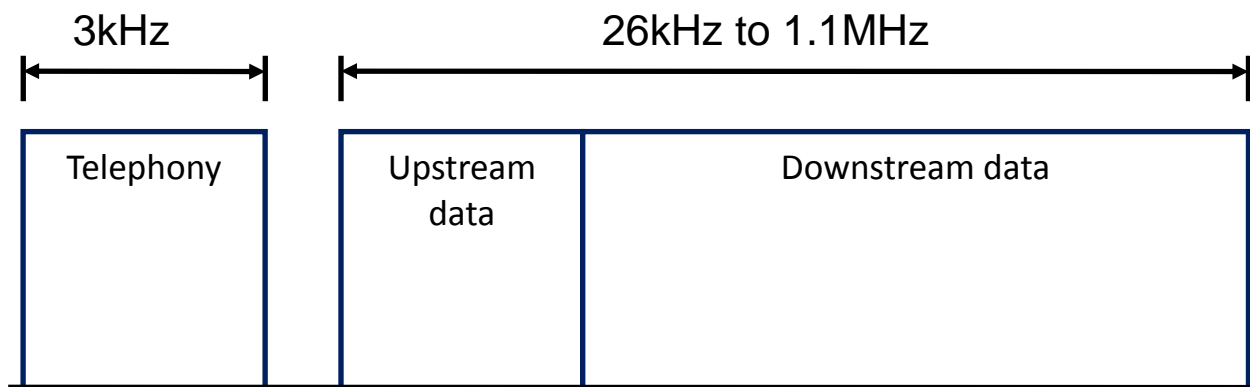 3kHz
26kHz to 1.1MHz
Telephony
Upstream
data
Downstream data